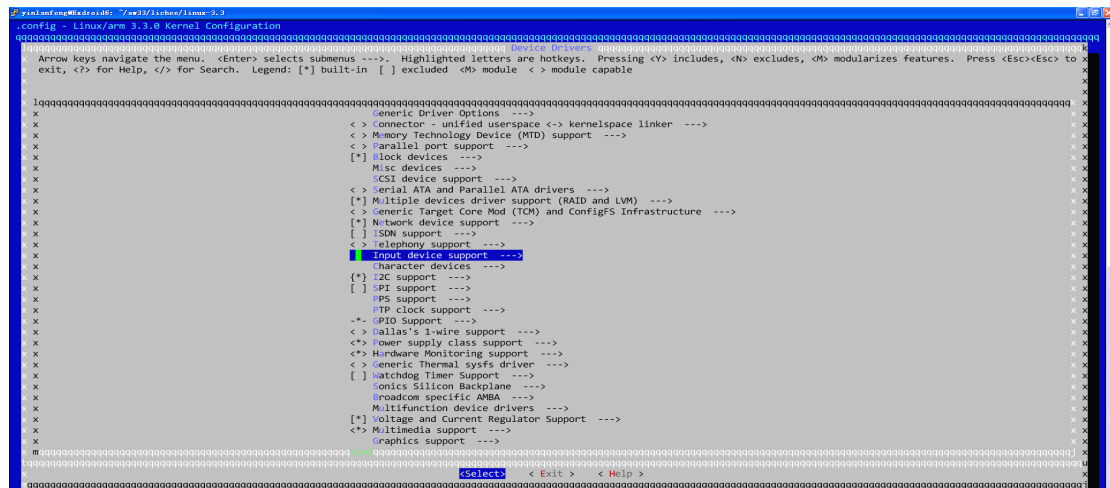 yinlanfeng@Exdroid6: ~/sw33/lichee/linux-3.3
.config - Linux/arm 3.3.0 Kernel Configuration
Device Drivers
Arrow keys navigate the menu. <Enter> selects submenus --->. Highlighted letters are hotkeys. Pressing <Y> includes, <N> excludes, <M> modularizes features. Press <Esc><Esc> to
exit, <?> for Help, </> for Search. Legend: [*] built-in [ ] excluded <M> module < > module capable
Generic Driver Options --->
< > Connector - unified userspace <-> kernelspace linker --->
< > Memory Technology Device (MTD) support --->
< > Parallel port support --->
[*] Block devices --->
Misc devices --->
SCSI device support --->
< > Serial ATA and Parallel ATA drivers --->
[*] Multiple devices driver support (RAID and LVM) --->
< > Generic Target Core Mod (TCM) and ConfigFS Infrastructure --->
[*] Network device support --->
[ ] ISDN support --->
< > Telephony support --->
Input device support --->
Character devices --->
{*} I2C support --->
[ ] SPI support --->
PPS support --->
PTP clock support --->
-*- GPIO Support --->
< > Dallas's 1-wire support --->
<*> Power supply class support --->
<*> Hardware Monitoring support --->
< > Generic Thermal sysfs driver --->
[ ] Watchdog Timer Support --->
Sonics Silicon Backplane --->
Broadcom specific AMBA --->
Multifunction device drivers --->
[*] Voltage and Current Regulator Support --->
<*> Multimedia support --->
Graphics support --->
<Select> < Exit > < Help >